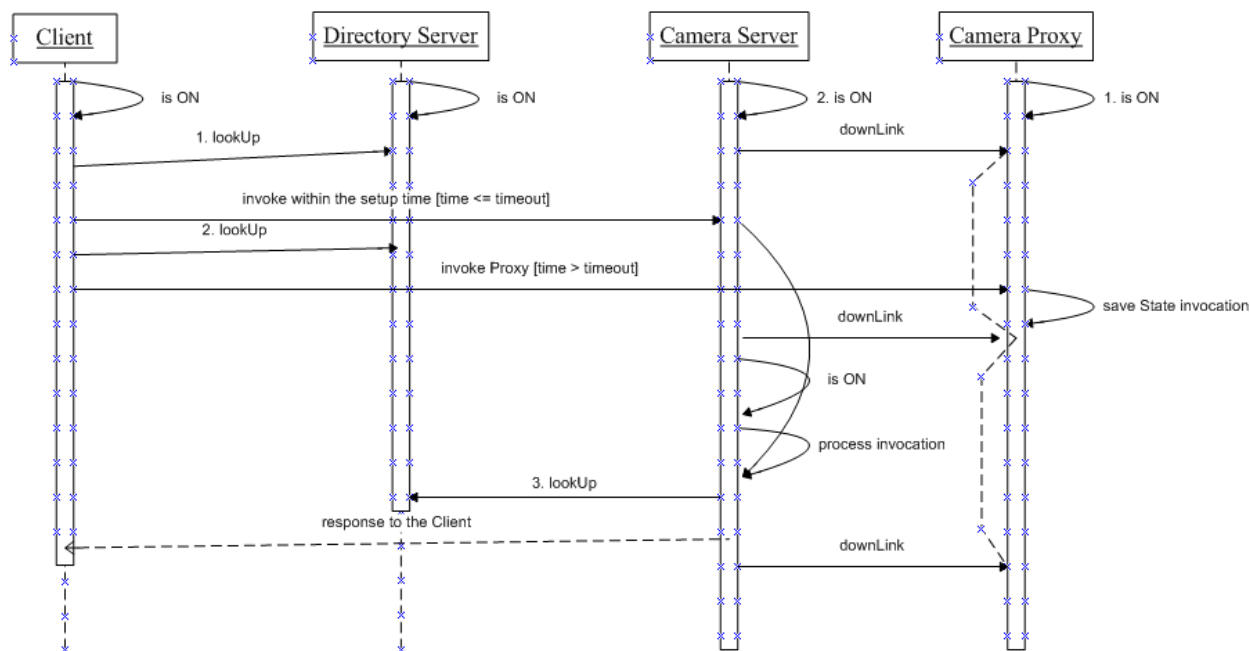 Client
Directory Server
Camera Server
Camera Proxy
is ON
is ON
2. is ON
1. is ON
1. lookUp
downLink
invoke within the setup time [time <= timeout]
2. lookUp
invoke Proxy [time > timeout]
save State invocation
downLink
is ON
process invocation
3. lookUp
response to the Client
downLink